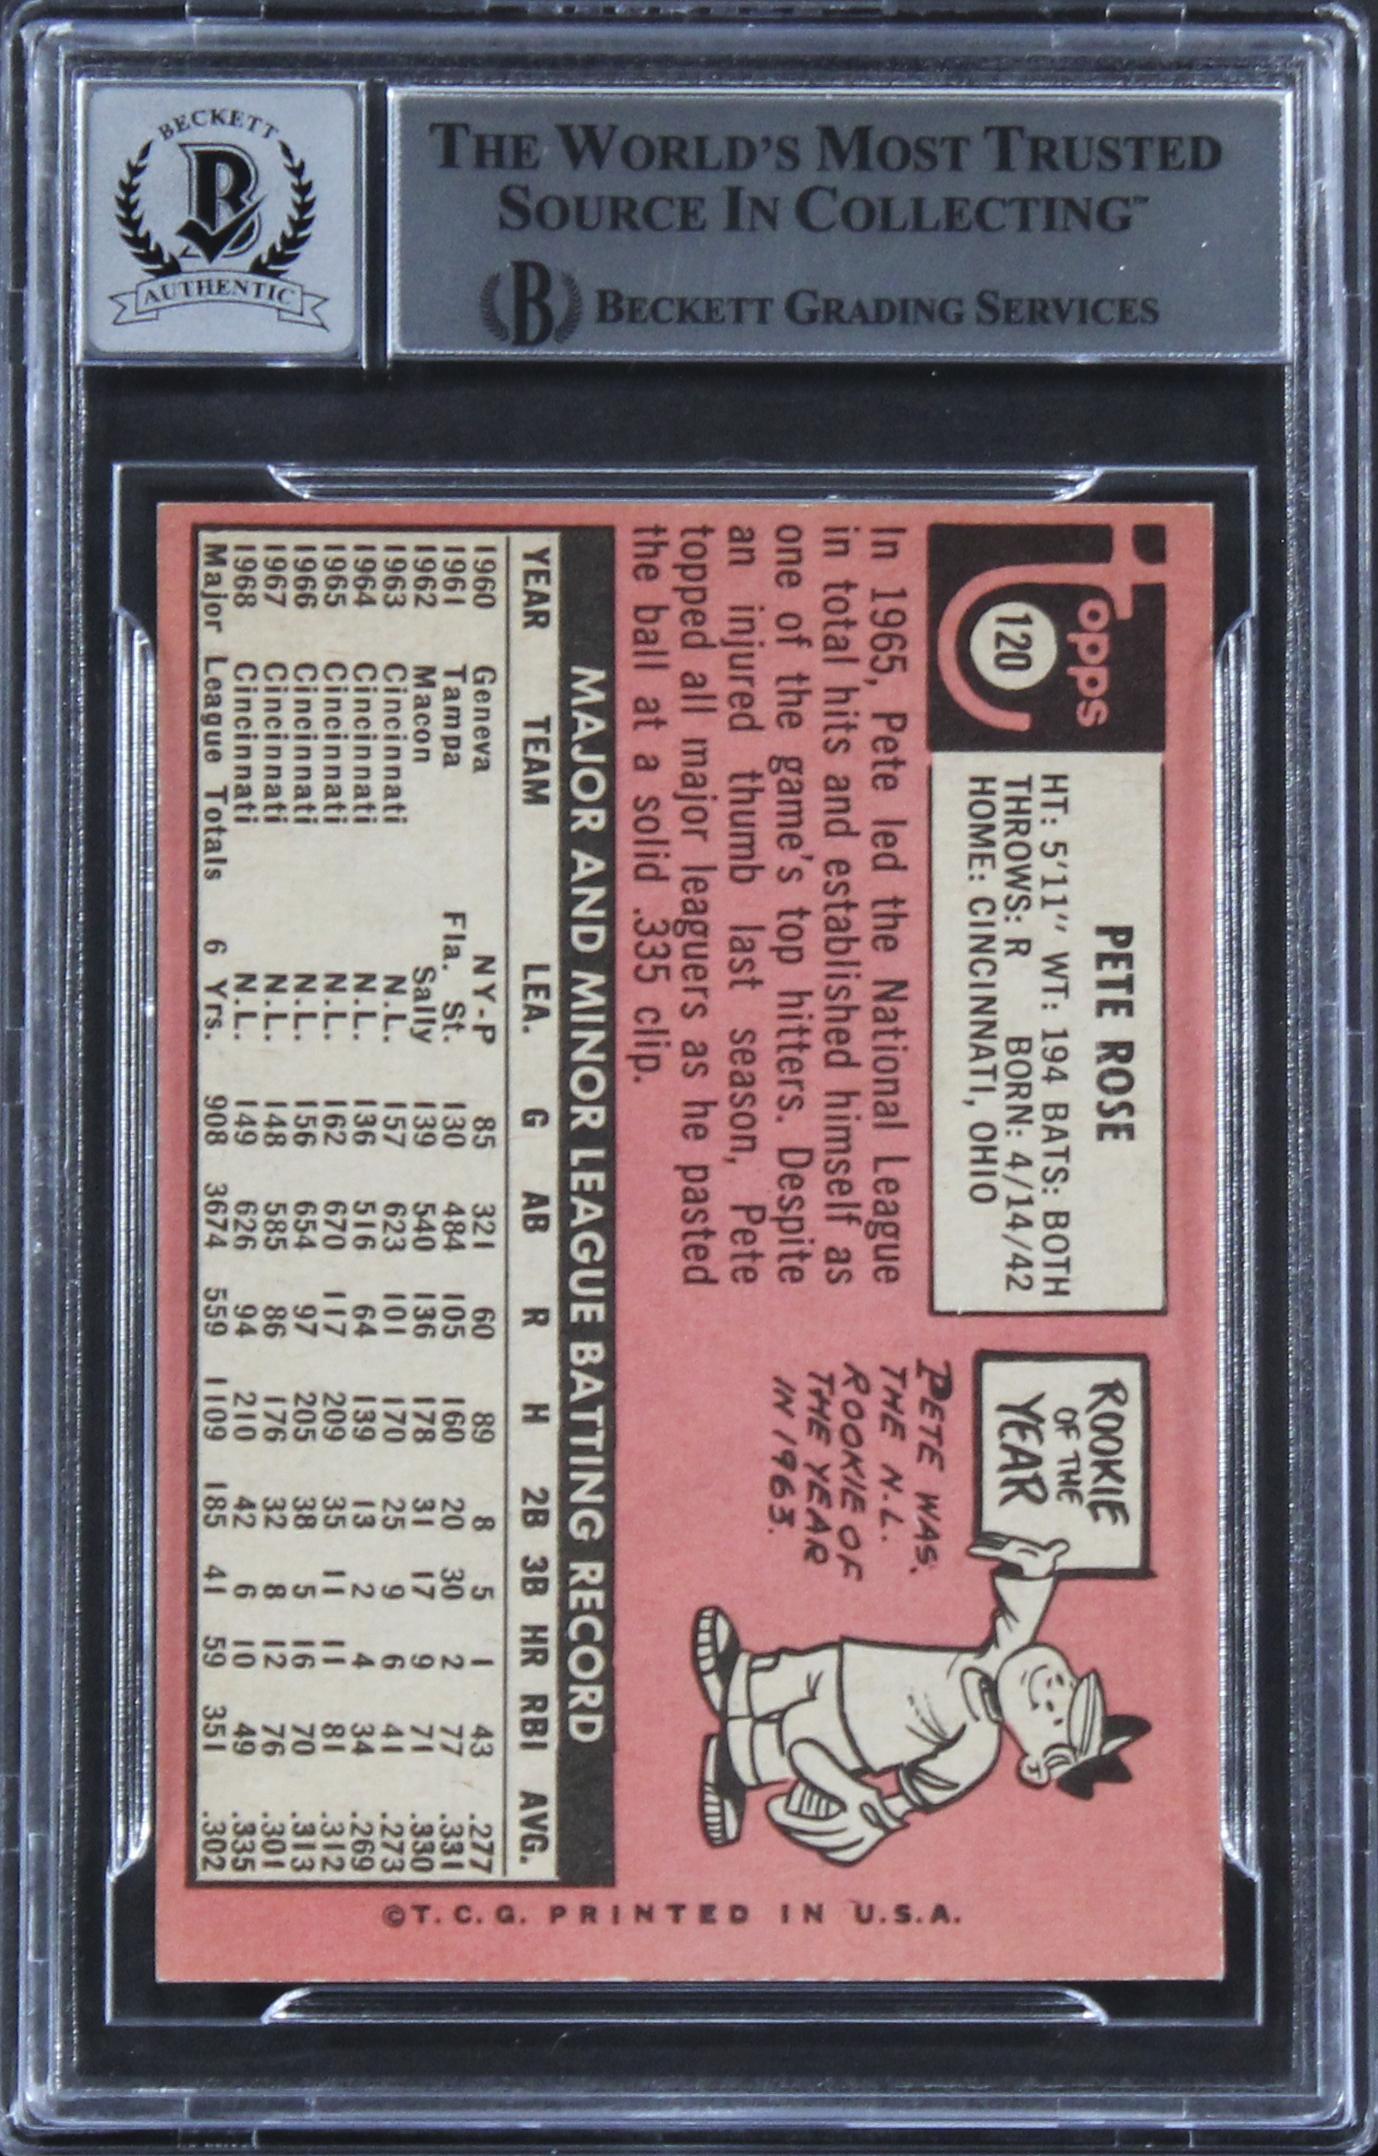 BECKETT
B
AUTHENTIC
THE WORLD'S MOST TRUSTED
SOURCE IN COLLECTING™
B BECKETT GRADING SERVICES
Topps
120
PETE ROSE
HT: 5'11" WT: 194 BATS: BOTH
THROWS: R BORN: 4/14/42
HOME: CINCINNATI, OHIO
In 1965, Pete led the National League
in total hits and established himself as
one of the game's top hitters. Despite
an injured thumb last season, Pete
topped all major leaguers as he pasted
the ball at a solid .335 clip.
ROOKIE
OF THE
YEAR
PETE WAS
THE N.L.
ROOKIE OF
THE YEAR
IN 1963.
MAJOR AND MINOR LEAGUE BATTING RECORD
YEAR TEAM LEA. G AB R H 2B 3B HR RBI AVG.
1960 Geneva NY-P 85 321 60 89 8 5 1 43 .277
1961 Tampa Fla. St. 130 484 105 160 20 30 2 77 .331
1962 Macon Sally 139 540 136 178 31 17 9 71 .330
1963 Cincinnati N.L. 157 623 101 170 25 9 6 41 .273
1964 Cincinnati N.L. 136 516 64 139 13 2 4 34 .269
1965 Cincinnati N.L. 162 670 117 209 35 11 11 81 .312
1966 Cincinnati N.L. 156 654 97 205 38 5 16 70 .313
1967 Cincinnati N.L. 148 585 86 176 32 8 12 76 .301
1968 Cincinnati N.L. 149 626 94 210 42 6 10 49 .335
Major League Totals 6 Yrs. 908 3674 559 1109 185 41 59 351 .302
©T.C.G. PRINTED IN U.S.A.